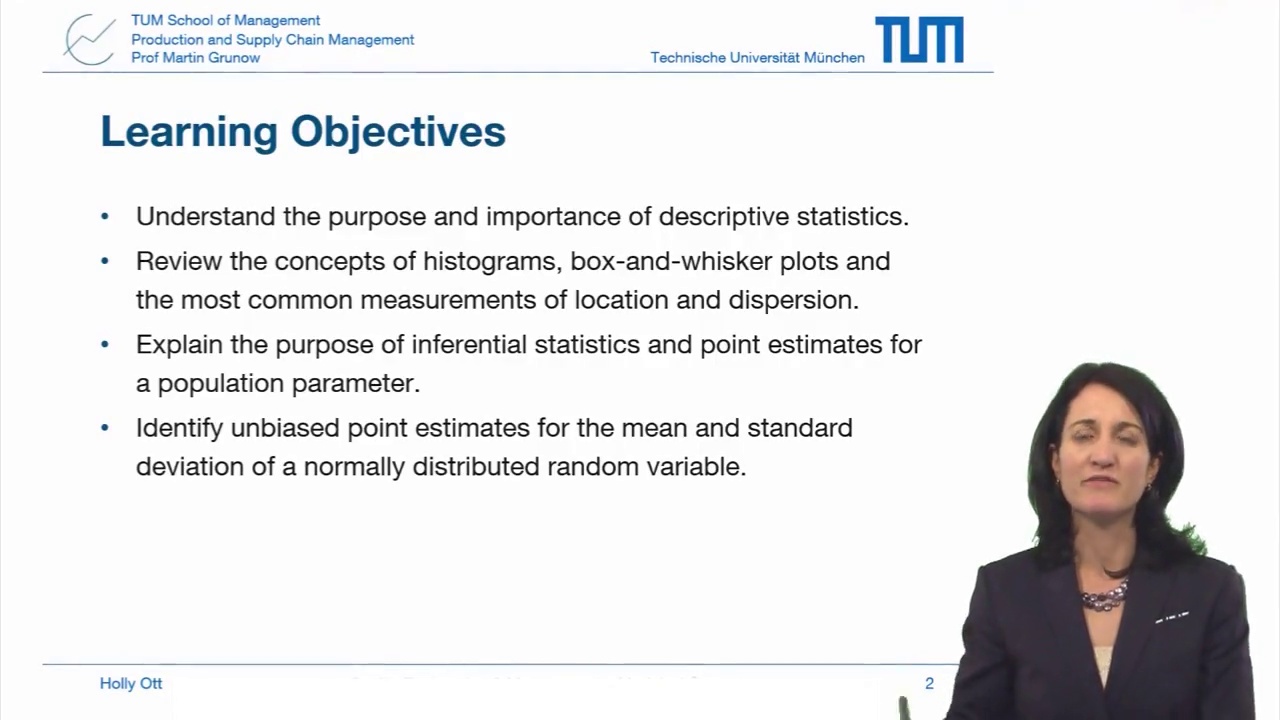 TUM School of Management
Production and Supply Chain Management
Prof Martin Grunow
Technische Universität München
TUM
Learning Objectives
• Understand the purpose and importance of descriptive statistics.
• Review the concepts of histograms, box-and-whisker plots and
the most common measurements of location and dispersion.
• Explain the purpose of inferential statistics and point estimates for
a population parameter.
• Identify unbiased point estimates for the mean and standard
deviation of a normally distributed random variable.
Holly Ott
2